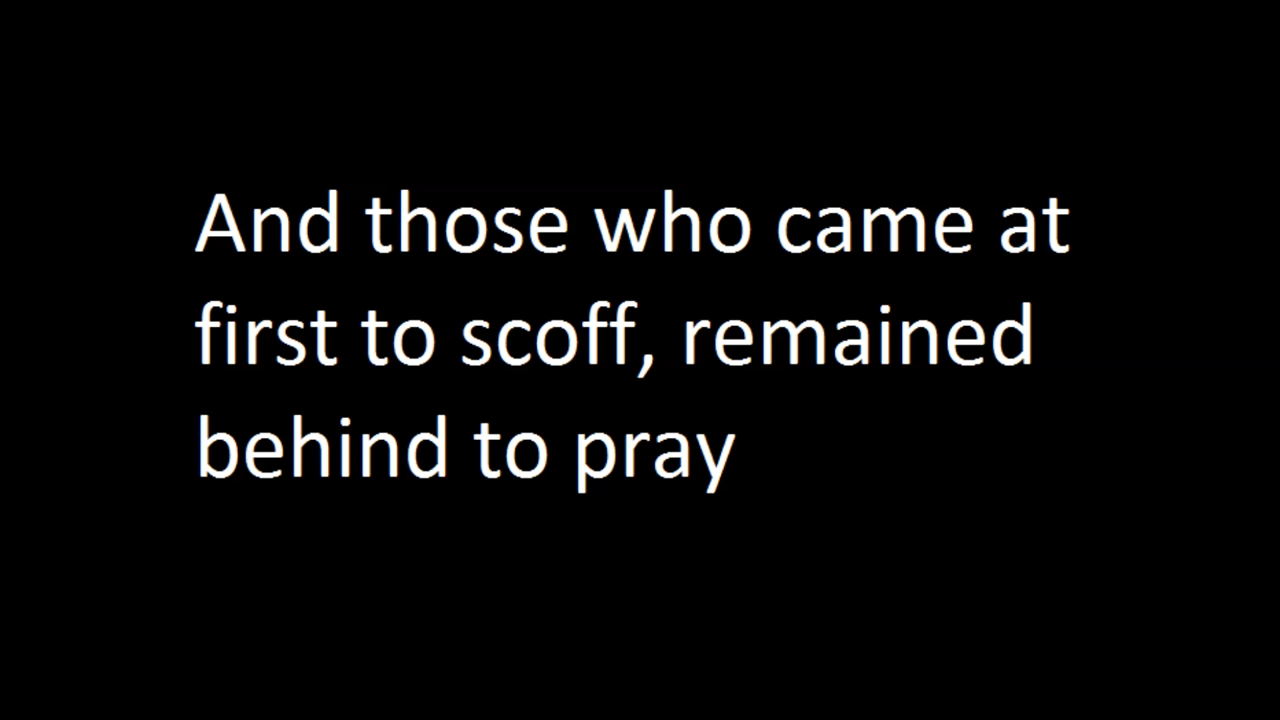 And those who came at
first to scoff, remained
behind to pray